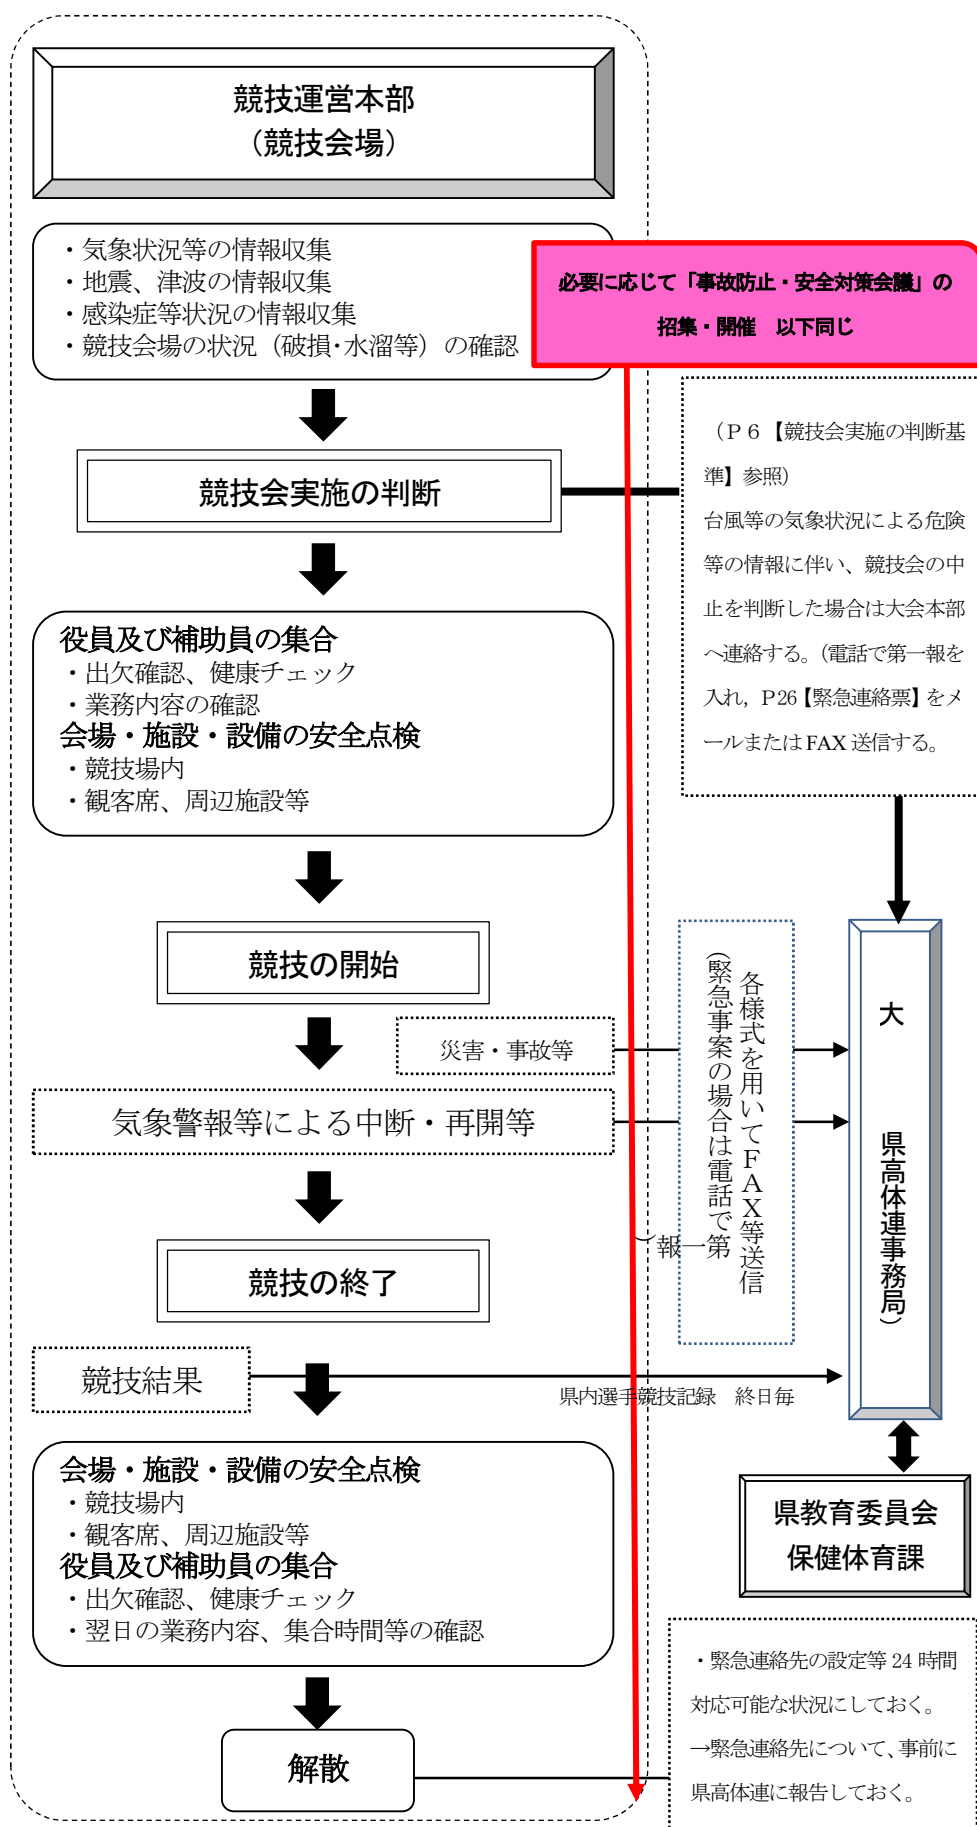 競技運営本部
（競技会場）
・気象状況等の情報収集
・地震、津波の情報収集
・感染症等状況の情報収集
・競技会場の状況（破損・水溜等）の確認
必要に応じて「事故防止・安全対策会議」の
招集・開催　以下同じ
競技会実施の判断
（Ｐ６【競技会実施の判断基
準】参照）
台風等の気象状況による危険
等の情報に伴い、競技会の中
止を判断した場合は大会本部
へ連絡する。（電話で第一報を
入れ，P26【緊急連絡票】をメ
ールまたは FAX 送信する。
役員及び補助員の集合
・出欠確認、健康チェック
・業務内容の確認
会場・施設・設備の安全点検
・競技場内
・観客席、周辺施設等
競技の開始
災害・事故等
気象警報等による中断・再開等
各様式を用いてＦＡＸ等送信
（緊急事案の場合は電話で第一報）
大
県高体連事務局）
競技の終了
競技結果
県内選手競技記録　終日毎
会場・施設・設備の安全点検
・競技場内
・観客席、周辺施設等
役員及び補助員の集合
・出欠確認、健康チェック
・翌日の業務内容、集合時間等の確認
県教育委員会
保健体育課
解散
・緊急連絡先の設定等 24 時間
対応可能な状況にしておく。
→緊急連絡先について、事前に
県高体連に報告しておく。